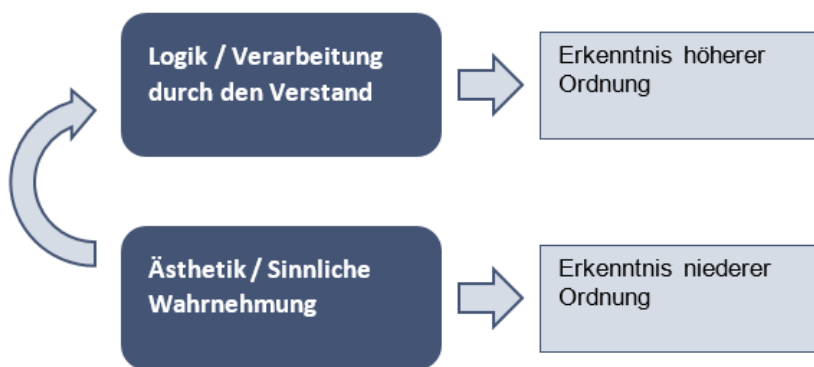 Logik / Verarbeitung
durch den Verstand
Erkenntnis höherer
Ordnung
Ästhetik / Sinnliche
Wahrnehmung
Erkenntnis niederer
Ordnung